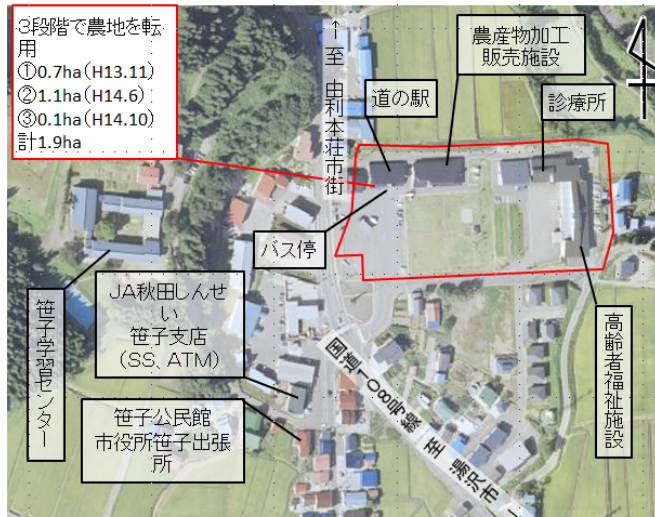 3段階で農地を転
用
①0.7ha(H13.11)
②1.1ha(H14.6)
③0.1ha(H14.10)
計1.9ha
↑至 由利本荘市街
農産物加工
販売施設
道の駅
診療所
バス停
JA秋田しんせ
い
笹子支店
(SS、ATM)
笹子学習センター
笹子公民館
市役所笹子出張
所
国道108号線 至 湯沢市 ↓
高齢者福祉施設